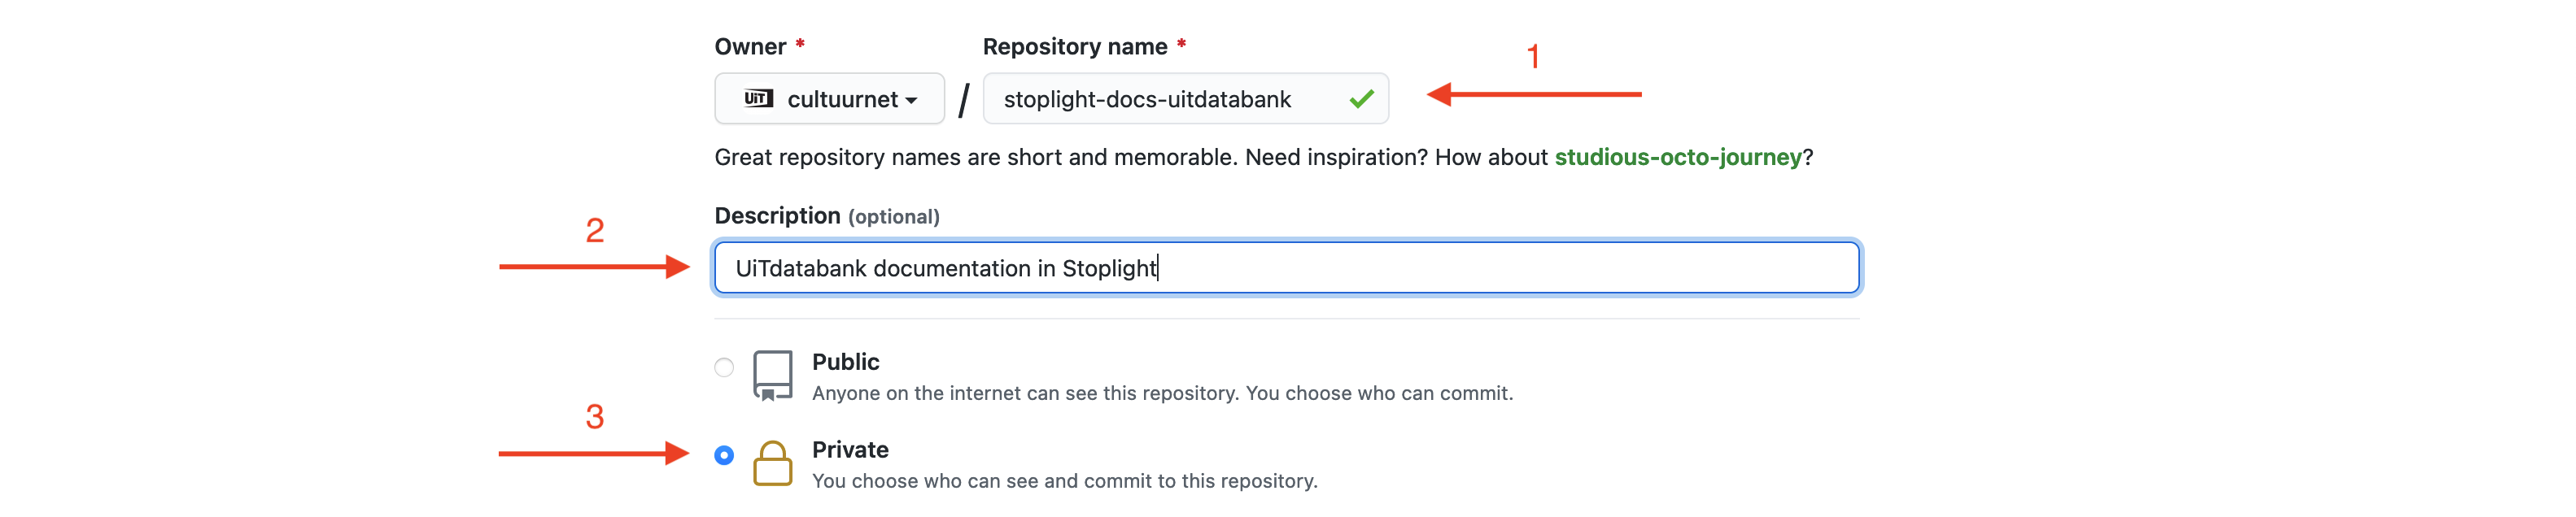 Owner * Repository name * 1
UiT cultuurnet / stoplight-docs-uitdatabank
Great repository names are short and memorable. Need inspiration? How about studious-octo-journey?
2 Description (optional)
UiTdatabank documentation in Stoplight
Public
Anyone on the internet can see this repository. You choose who can commit.
3 Private
You choose who can see and commit to this repository.